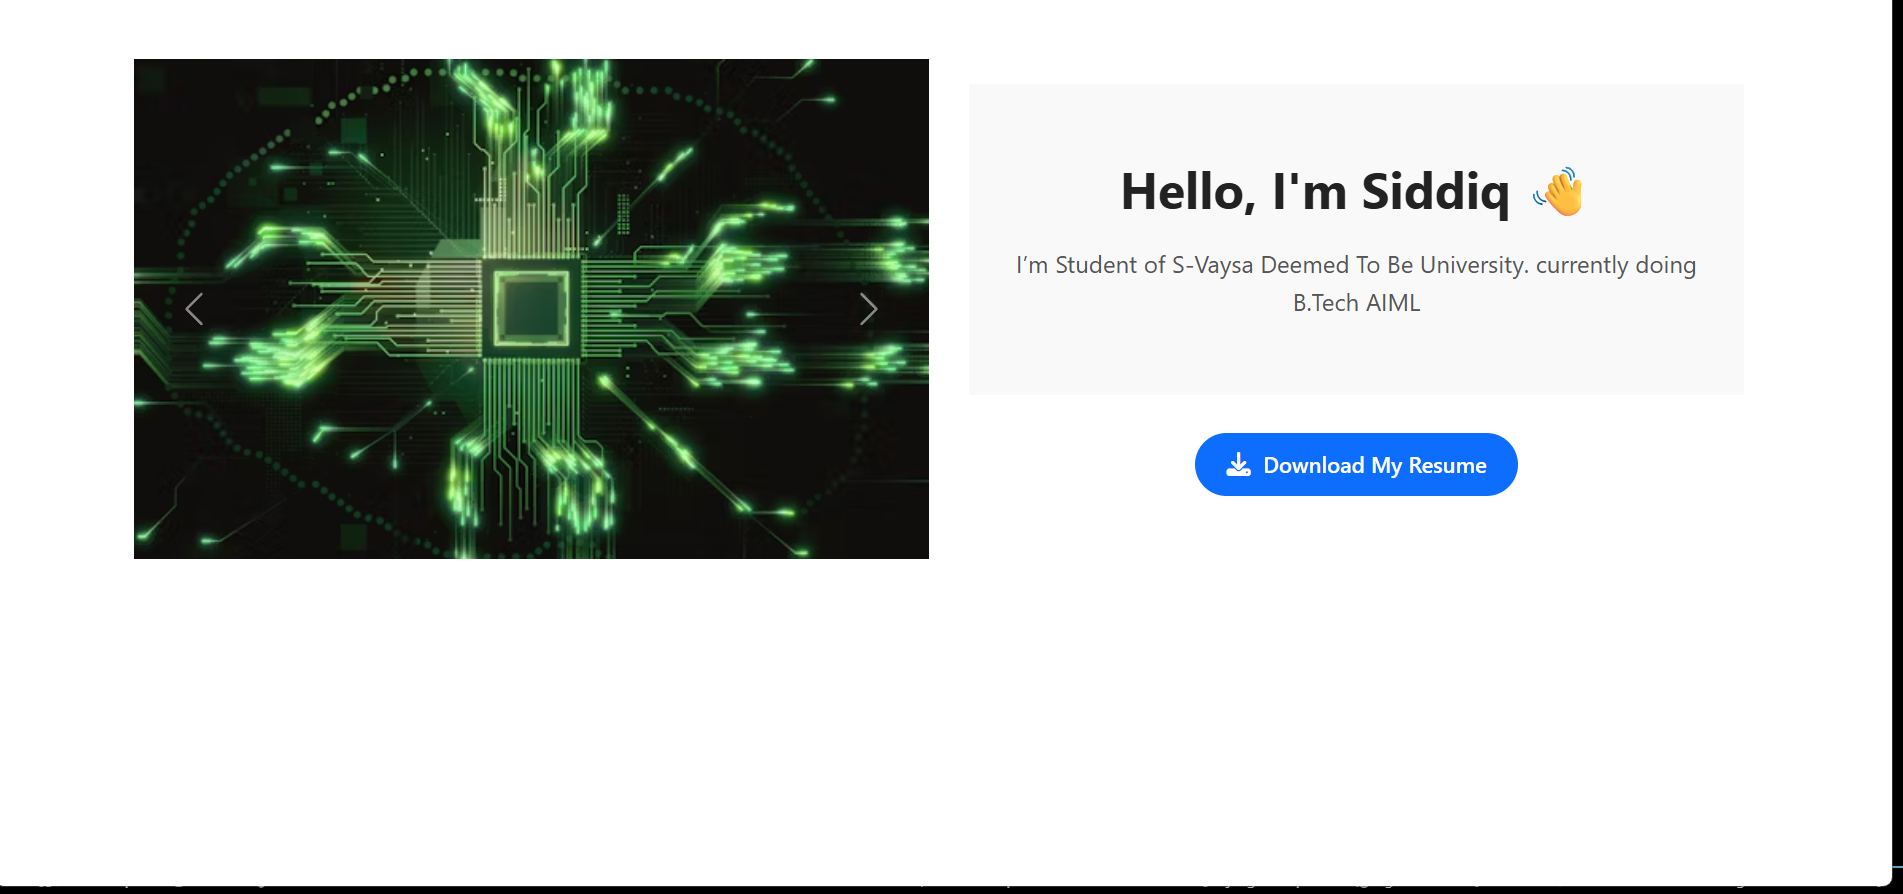 Hello, I'm Siddiq 👋
I’m Student of S-Vaysa Deemed To Be University. currently doing
B.Tech AIML
Download My Resume